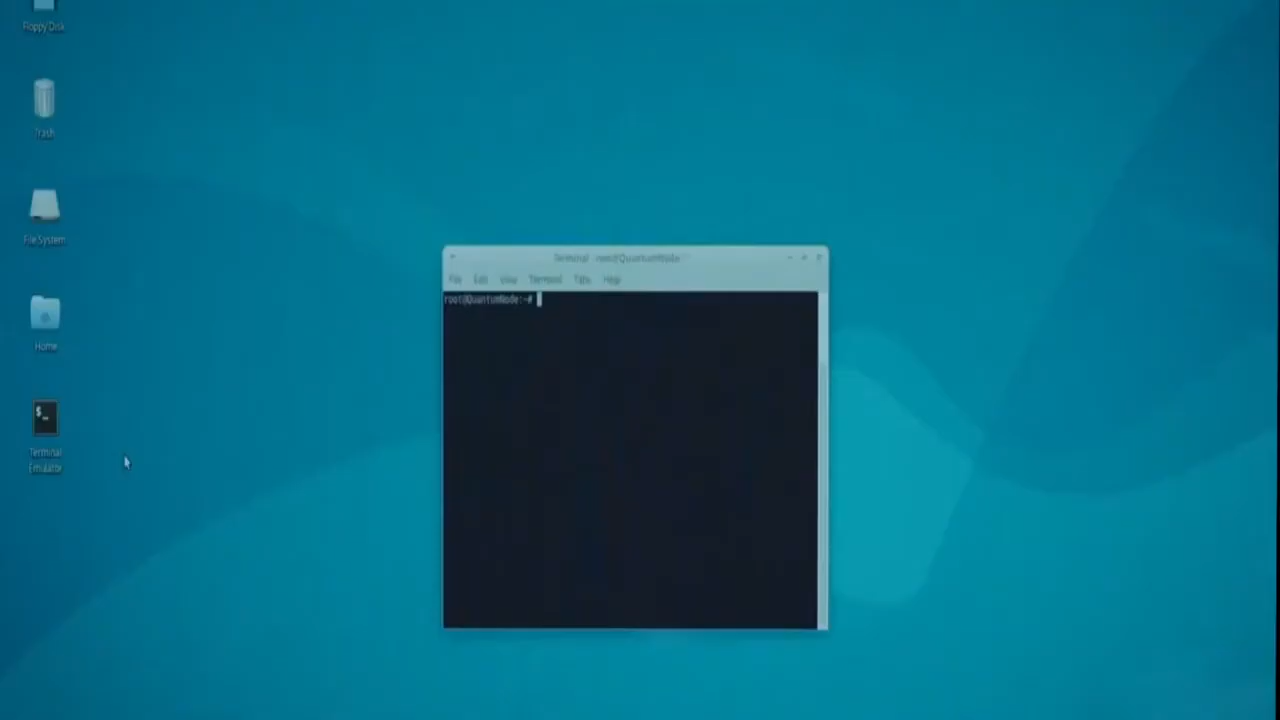 Floppy Disk
Trash
File System
Home
Terminal
Emulator
Terminal - root@QuantumNode: ~
File Edit View Terminal Tabs Help
root@QuantumNode:~#